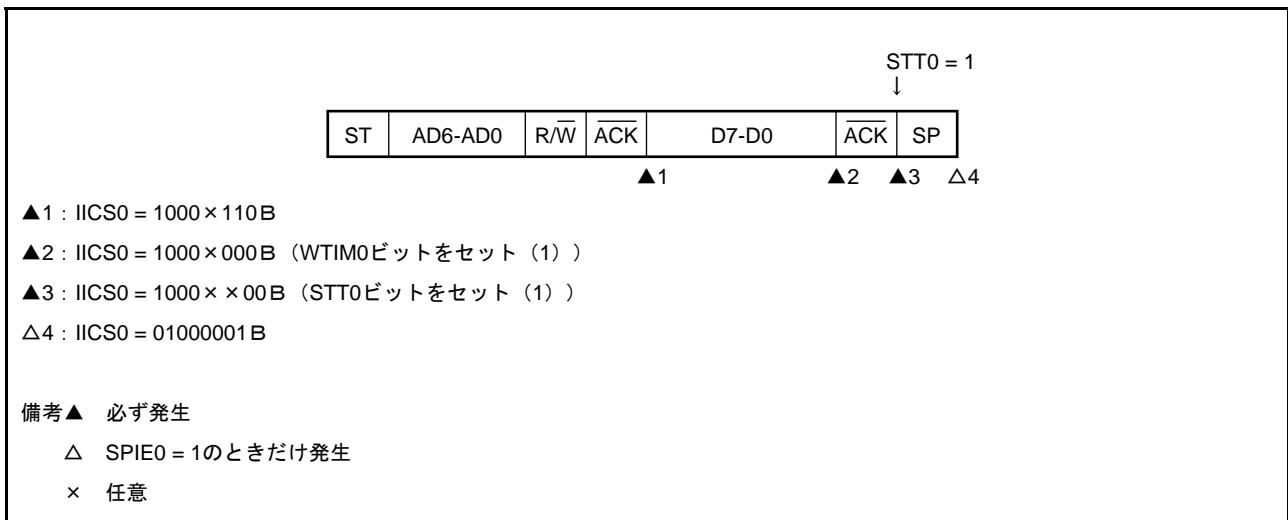 STT0 = 1
↓
ST AD6-AD0 R/W̅ A̅C̅K̅ D7-D0 A̅C̅K̅ SP
▲1 ▲2 ▲3 △4
▲1：IICS0 = 1000×110B
▲2：IICS0 = 1000×000B（WTIM0ビットをセット（1））
▲3：IICS0 = 1000××00B（STT0ビットをセット（1））
△4：IICS0 = 01000001B
備考▲ 必ず発生
△ SPIE0 = 1のときだけ発生
× 任意